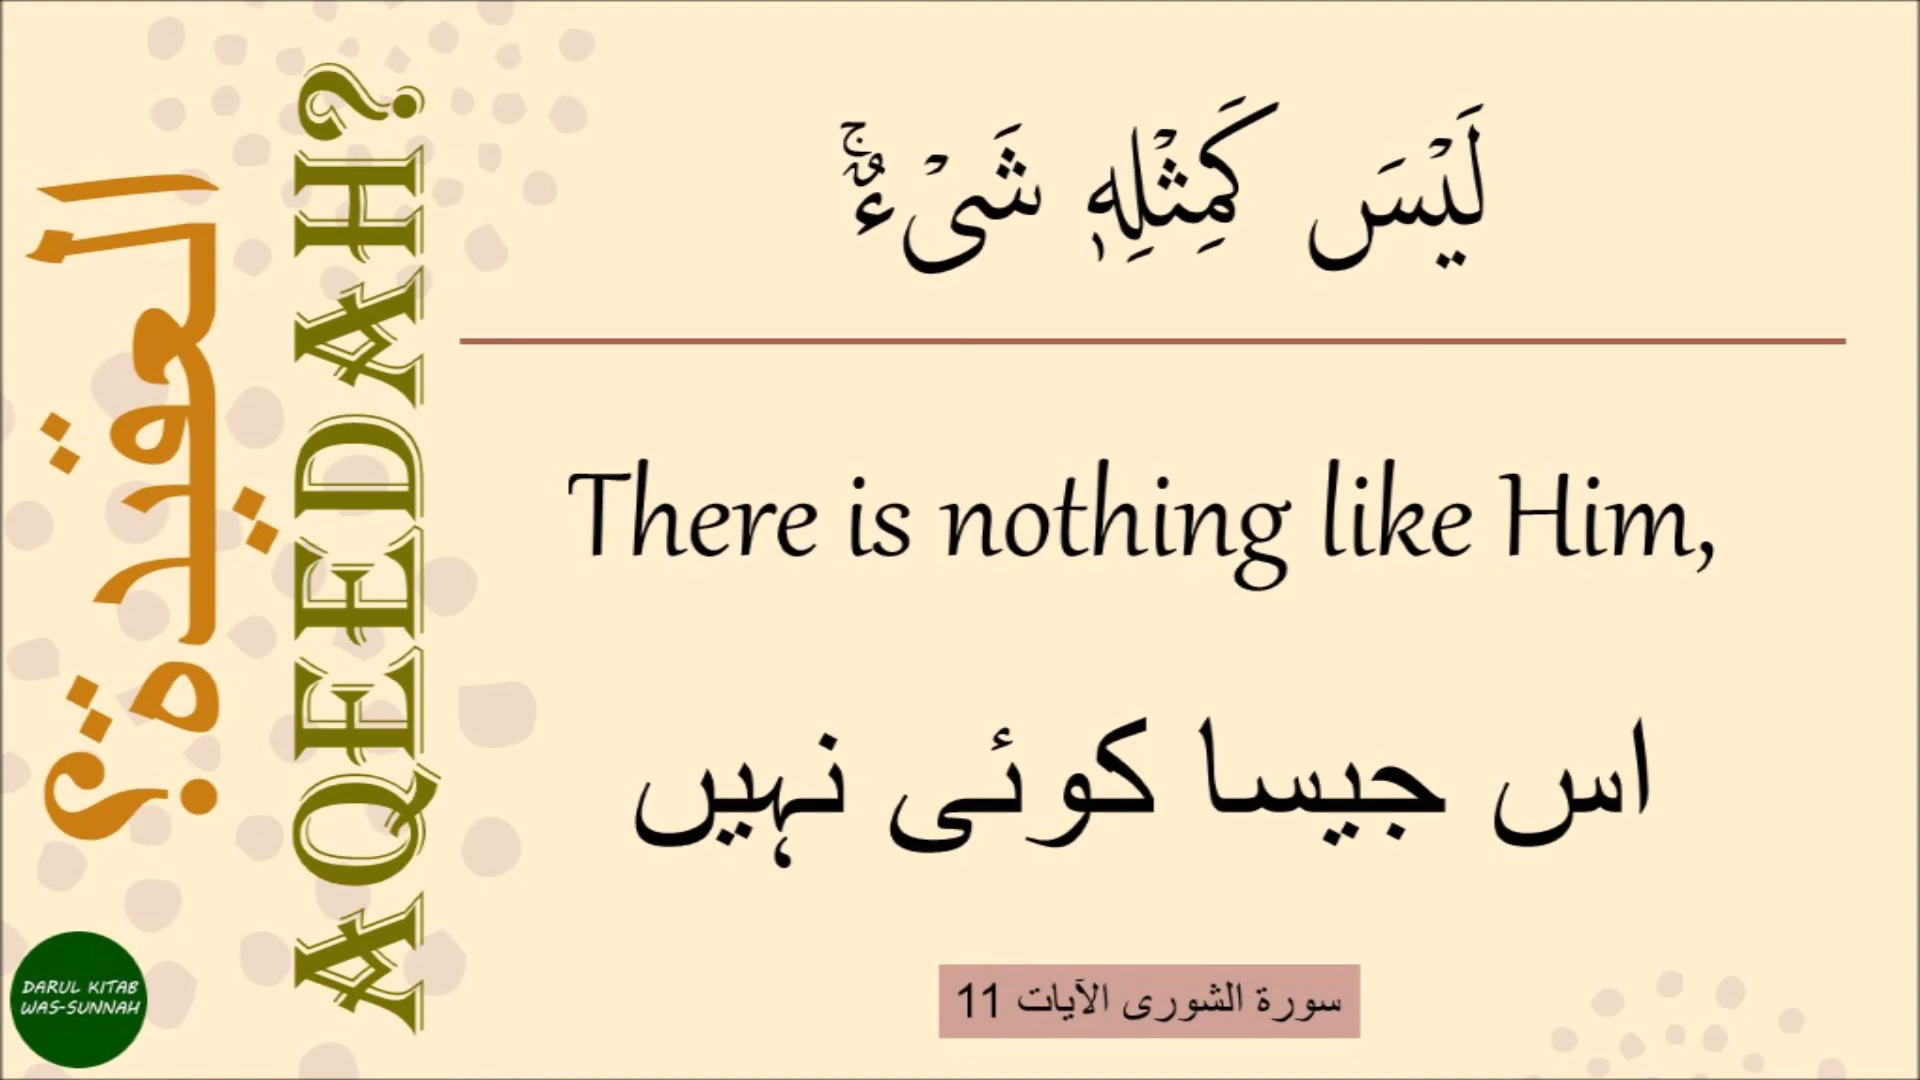 العقيدة؟
AQEEDAH?
لَيْسَ كَمِثْلِهٖ شَیْءٌۚ
There is nothing like Him,
اس جیسا کوئی نہیں
سورة الشورى الآيات 11
DARUL KITAB
WAS-SUNNAH